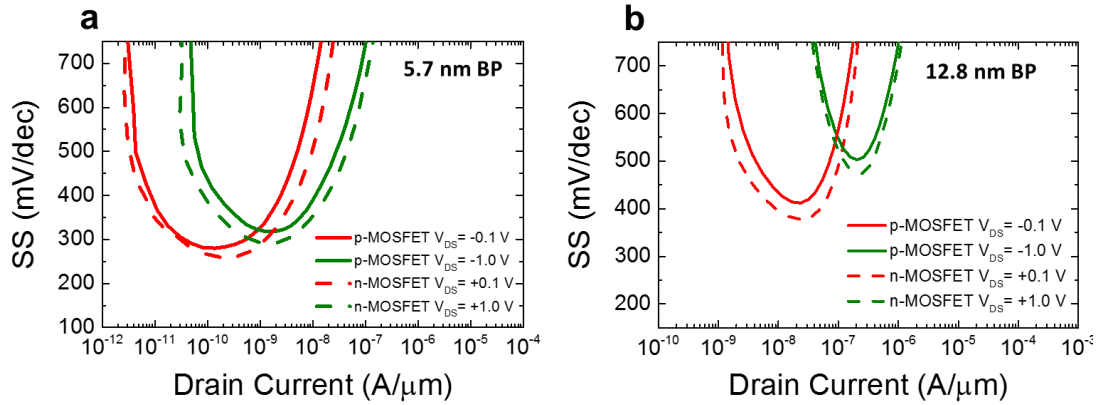 a
SS (mV/dec)
700
600
500
400
300
200
100
5.7 nm BP
p-MOSFET V_DS= -0.1 V
p-MOSFET V_DS= -1.0 V
n-MOSFET V_DS= +0.1 V
n-MOSFET V_DS= +1.0 V
10^-12 10^-11 10^-10 10^-9 10^-8 10^-7 10^-6 10^-5
Drain Current (A/μm)
b
SS (mV/dec)
700
600
500
400
300
200
12.8 nm BP
p-MOSFET V_DS= -0.1 V
p-MOSFET V_DS= -1.0 V
n-MOSFET V_DS= +0.1 V
n-MOSFET V_DS= +1.0 V
10^-10 10^-9 10^-8 10^-7 10^-6 10^-5 10^-4 10^-3
Drain Current (A/μm)